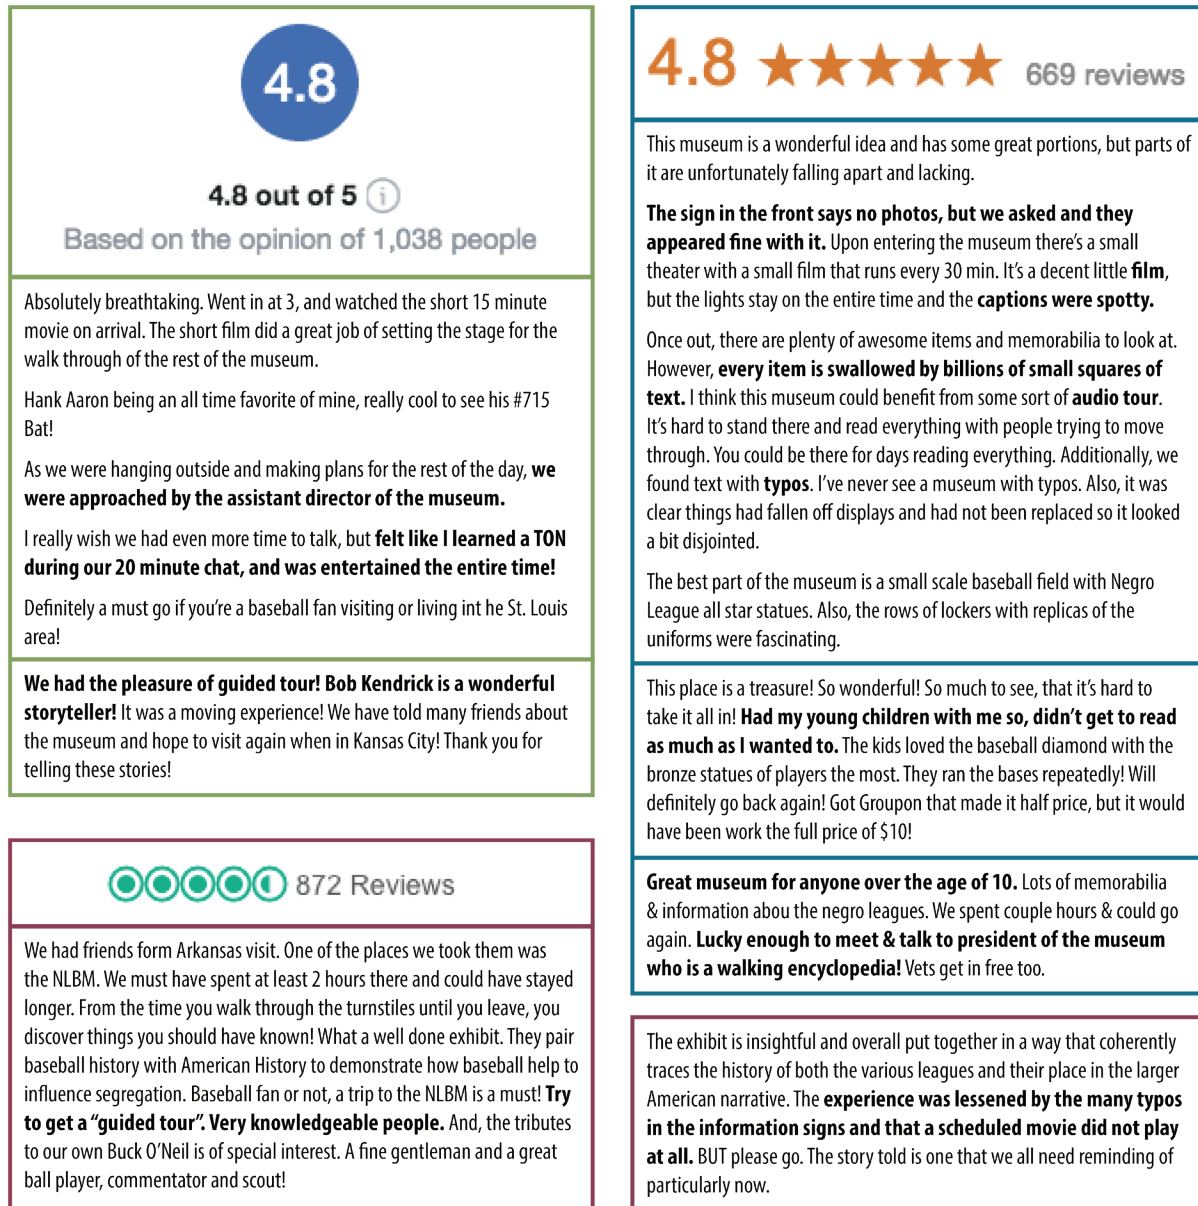 4.8
4.8 out of 5 i
Based on the opinion of 1,038 people
Absolutely breathtaking. Went in at 3, and watched the short 15 minute
movie on arrival. The short film did a great job of setting the stage for the
walk through of the rest of the museum.
Hank Aaron being an all time favorite of mine, really cool to see his #715
Bat!
As we were hanging outside and making plans for the rest of the day, we
were approached by the assistant director of the museum.
I really wish we had even more time to talk, but felt like I learned a TON
during our 20 minute chat, and was entertained the entire time!
Definitely a must go if you're a baseball fan visiting or living int he St. Louis
area!
We had the pleasure of guided tour! Bob Kendrick is a wonderful
storyteller! It was a moving experience! We have told many friends about
the museum and hope to visit again when in Kansas City! Thank you for
telling these stories!
872 Reviews
We had friends form Arkansas visit. One of the places we took them was
the NLBM. We must have spent at least 2 hours there and could have stayed
longer. From the time you walk through the turnstiles until you leave, you
discover things you should have known! What a well done exhibit. They pair
baseball history with American History to demonstrate how baseball help to
influence segregation. Baseball fan or not, a trip to the NLBM is a must! Try
to get a “guided tour”. Very knowledgeable people. And, the tributes
to our own Buck O'Neil is of special interest. A fine gentleman and a great
ball player, commentator and scout!
4.8 669 reviews
This museum is a wonderful idea and has some great portions, but parts of
it are unfortunately falling apart and lacking.
The sign in the front says no photos, but we asked and they
appeared fine with it. Upon entering the museum there's a small
theater with a small film that runs every 30 min. It's a decent little film,
but the lights stay on the entire time and the captions were spotty.
Once out, there are plenty of awesome items and memorabilia to look at.
However, every item is swallowed by billions of small squares of
text. I think this museum could benefit from some sort of audio tour.
It's hard to stand there and read everything with people trying to move
through. You could be there for days reading everything. Additionally, we
found text with typos. I've never see a museum with typos. Also, it was
clear things had fallen off displays and had not been replaced so it looked
a bit disjointed.
The best part of the museum is a small scale baseball field with Negro
League all star statues. Also, the rows of lockers with replicas of the
uniforms were fascinating.
This place is a treasure! So wonderful! So much to see, that it's hard to
take it all in! Had my young children with me so, didn't get to read
as much as I wanted to. The kids loved the baseball diamond with the
bronze statues of players the most. They ran the bases repeatedly! Will
definitely go back again! Got Groupon that made it half price, but it would
have been work the full price of $10!
Great museum for anyone over the age of 10. Lots of memorabilia
& information abou the negro leagues. We spent couple hours & could go
again. Lucky enough to meet & talk to president of the museum
who is a walking encyclopedia! Vets get in free too.
The exhibit is insightful and overall put together in a way that coherently
traces the history of both the various leagues and their place in the larger
American narrative. The experience was lessened by the many typos
in the information signs and that a scheduled movie did not play
at all. BUT please go. The story told is one that we all need reminding of
particularly now.